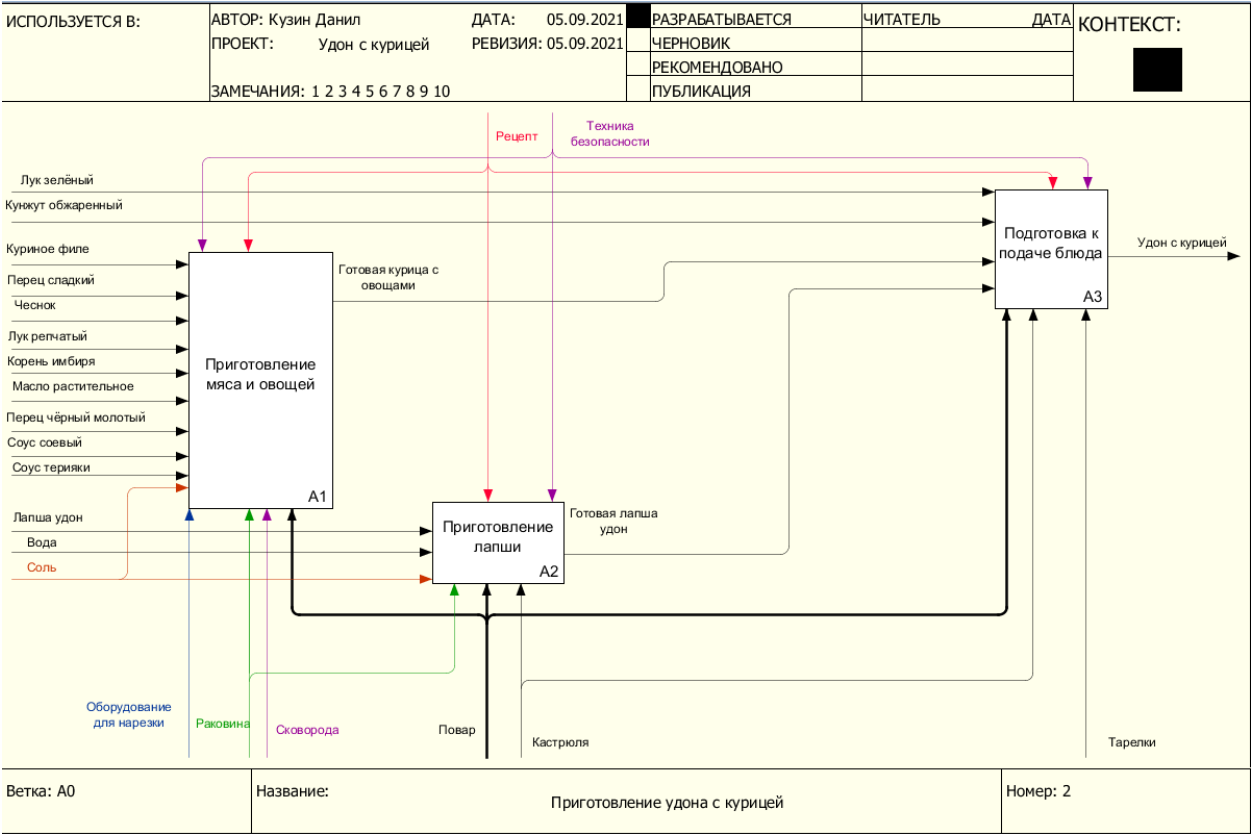 ИСПОЛЬЗУЕТСЯ В:
АВТОР: Кузин Данил
ДАТА: 05.09.2021
ПРОЕКТ: Удон с курицей
РЕВИЗИЯ: 05.09.2021
ЗАМЕЧАНИЯ: 1 2 3 4 5 6 7 8 9 10
РАЗРАБАТЫВАЕТСЯ
ЧЕРНОВИК
РЕКОМЕНДОВАНО
ПУБЛИКАЦИЯ
ЧИТАТЕЛЬ
ДАТА
КОНТЕКСТ:
Рецепт
Техника
безопасности
Лук зелёный
Кунжут обжаренный
Куриное филе
Перец сладкий
Чеснок
Лук репчатый
Корень имбиря
Масло растительное
Перец чёрный молотый
Соус соевый
Соус терияки
Лапша удон
Вода
Соль
Приготовление
мяса и овощей
A1
Готовая курица с
овощами
Приготовление
лапши
A2
Готовая лапша
удон
Подготовка к
подаче блюда
A3
Удон с курицей
Оборудование
для нарезки
Раковина
Сковорода
Повар
Кастрюля
Тарелки
Ветка: A0
Название:
Приготовление удона с курицей
Номер: 2